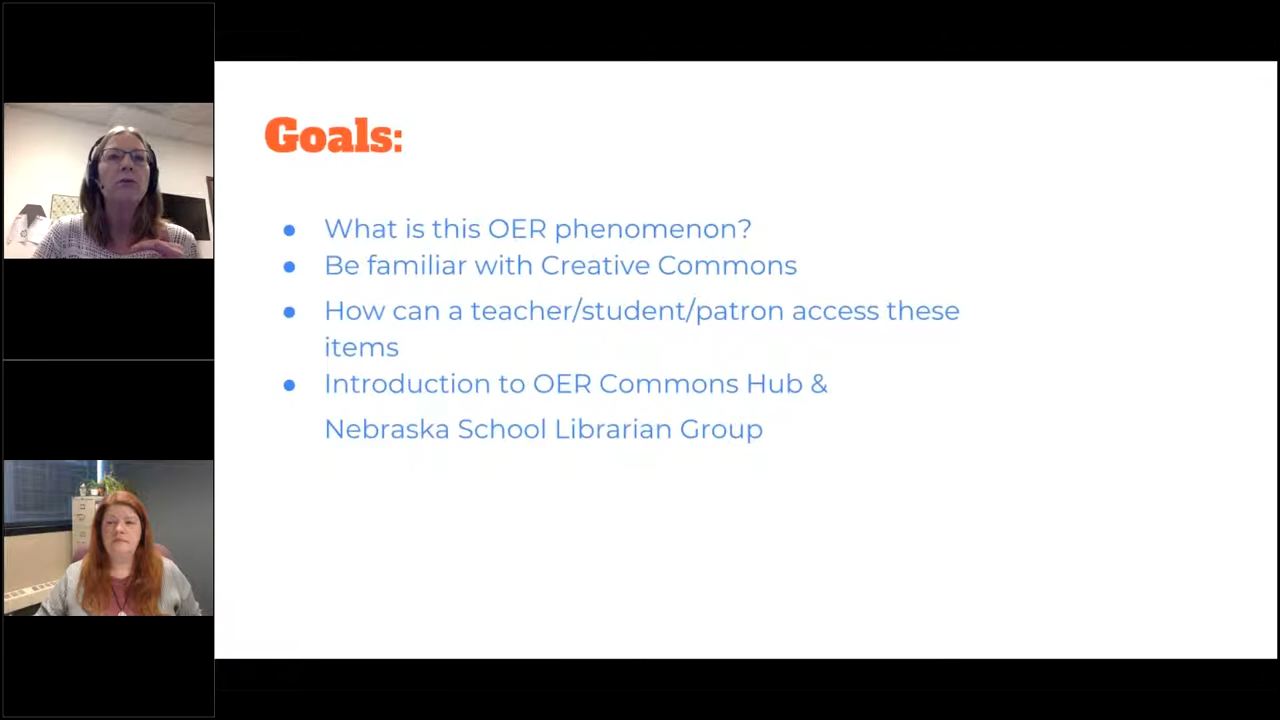 Goals:
● What is this OER phenomenon?
● Be familiar with Creative Commons
● How can a teacher/student/patron access these
items
● Introduction to OER Commons Hub &
Nebraska School Librarian Group